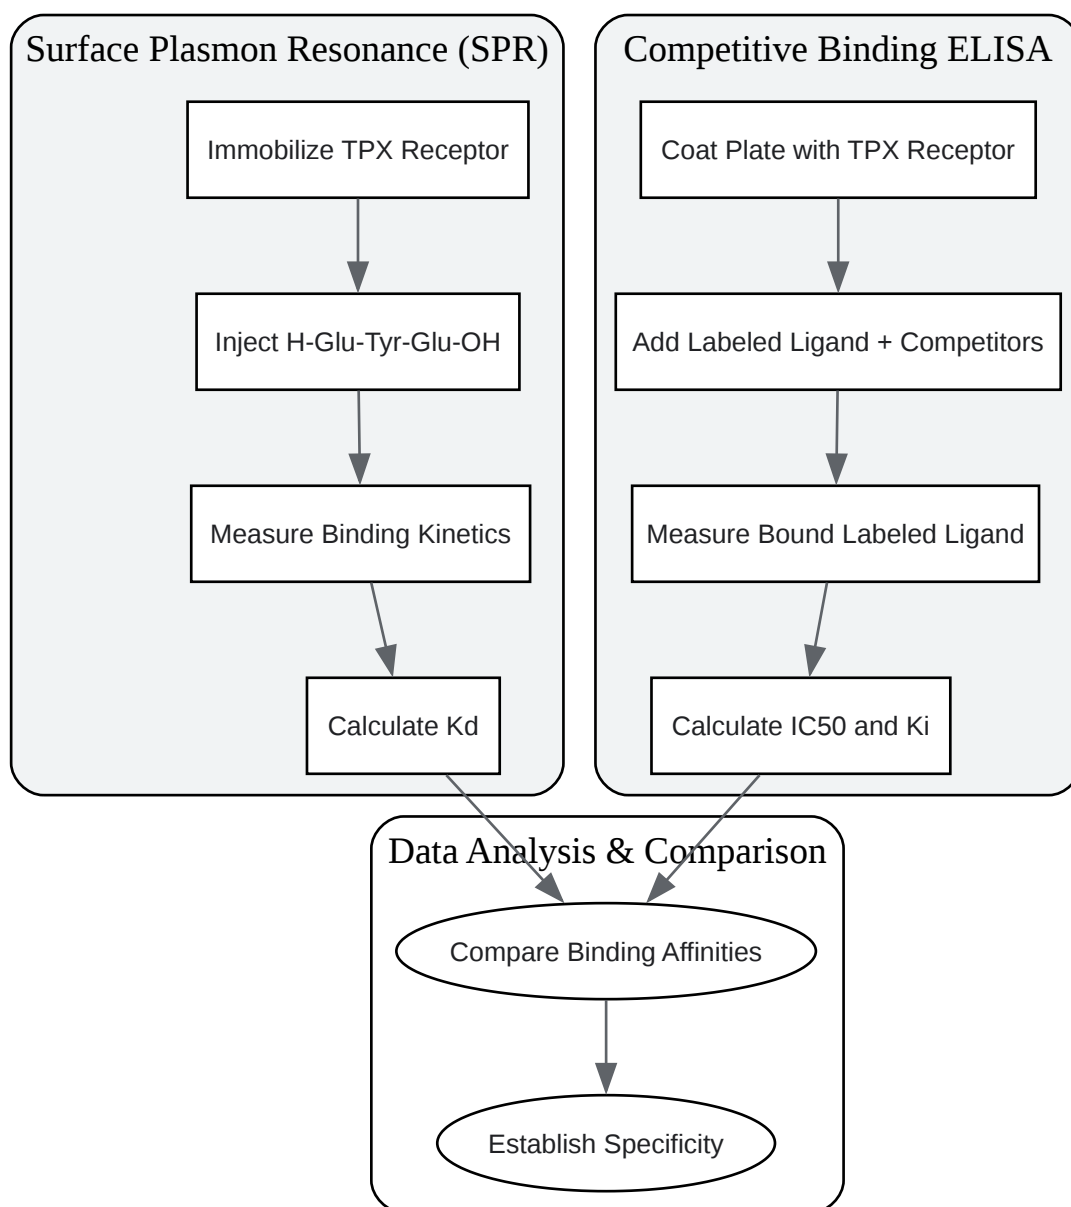 Surface Plasmon Resonance (SPR)
Immobilize TPX Receptor
Inject H-Glu-Tyr-Glu-OH
Measure Binding Kinetics
Calculate Kd
Competitive Binding ELISA
Coat Plate with TPX Receptor
Add Labeled Ligand + Competitors
Measure Bound Labeled Ligand
Calculate IC50 and Ki
Data Analysis & Comparison
Compare Binding Affinities
Establish Specificity